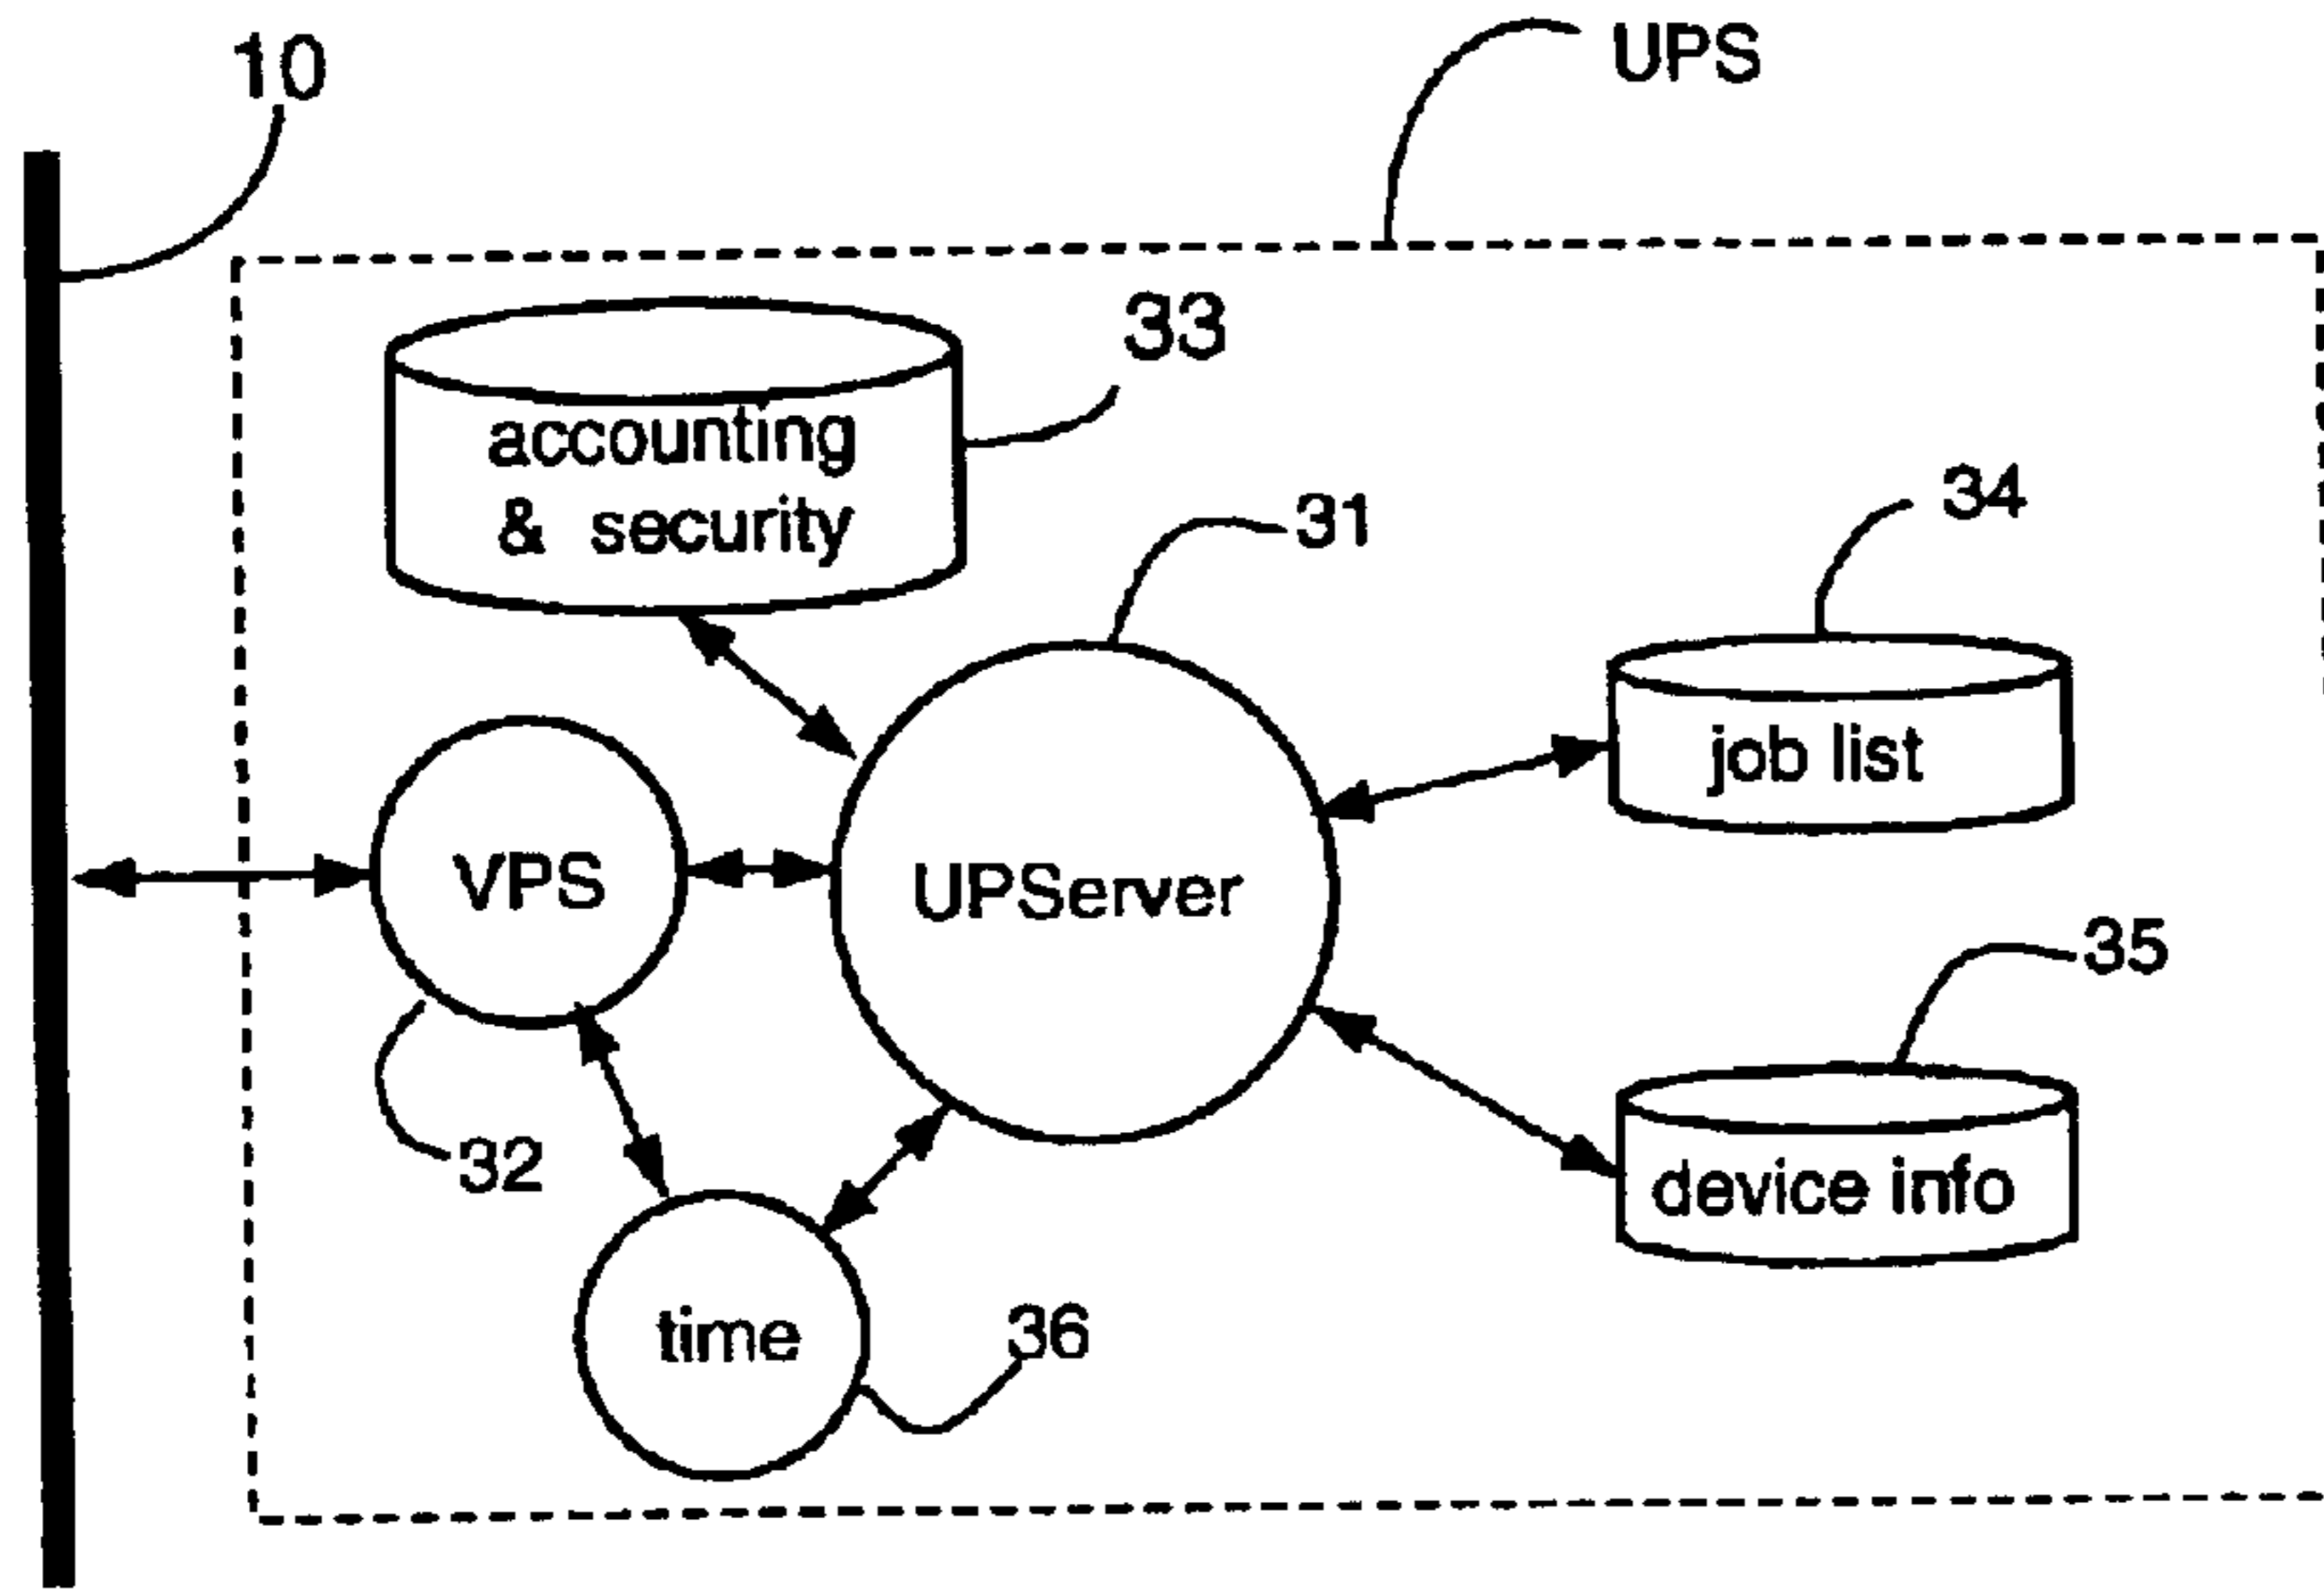 10
UPS
33
accounting
& security
31
34
job list
VPS
UPServer
35
32
device info
time
36